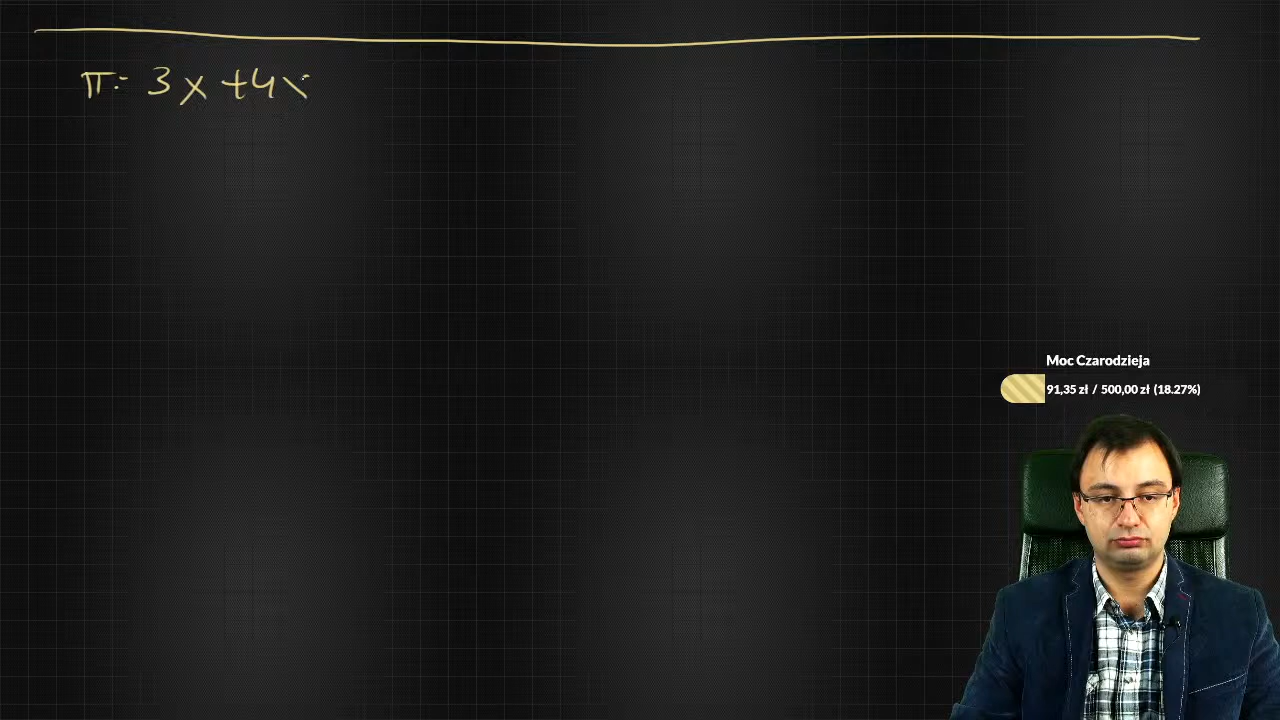 π: 3x +4
Moc Czarodzieja
91,35 zł / 500,00 zł (18.27%)